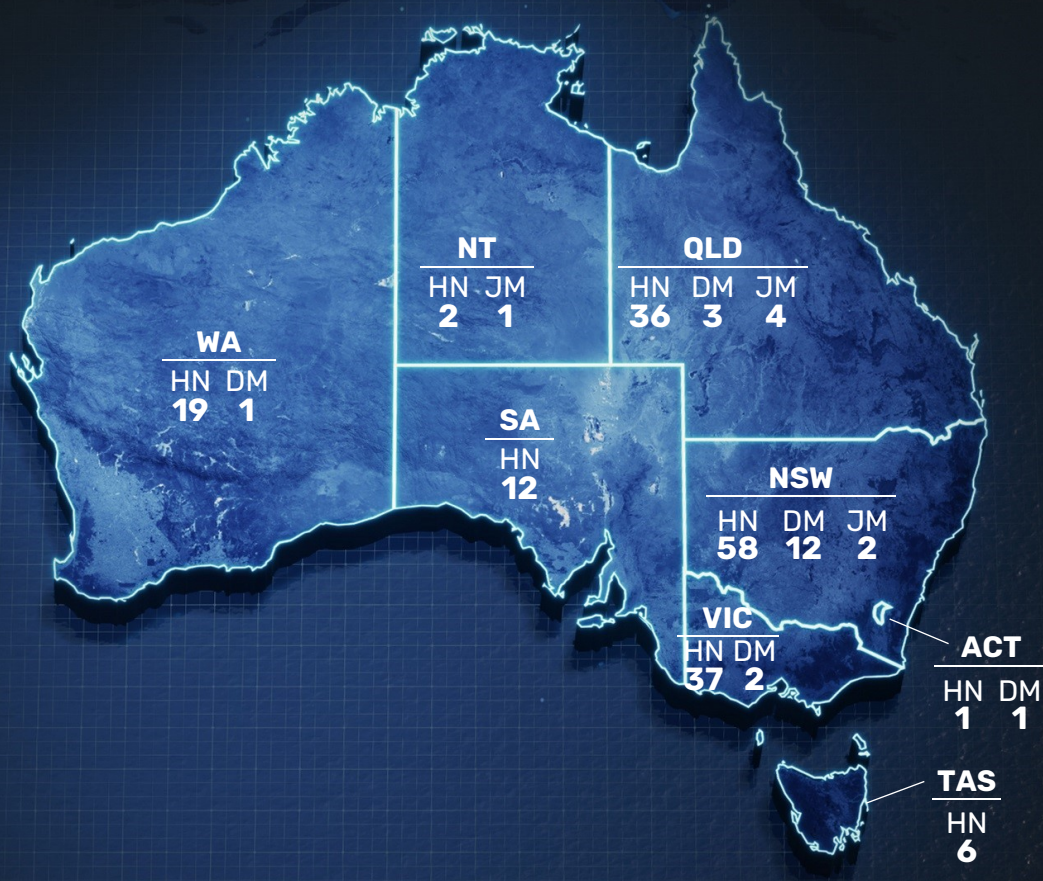 NT
HN JM
2 1
QLD
HN DM JM
36 3 4
WA
HN DM
19 1
SA
HN
12
NSW
HN DM JM
58 12 2
VIC
HN DM
37 2
ACT
HN DM
1 1
TAS
HN
6